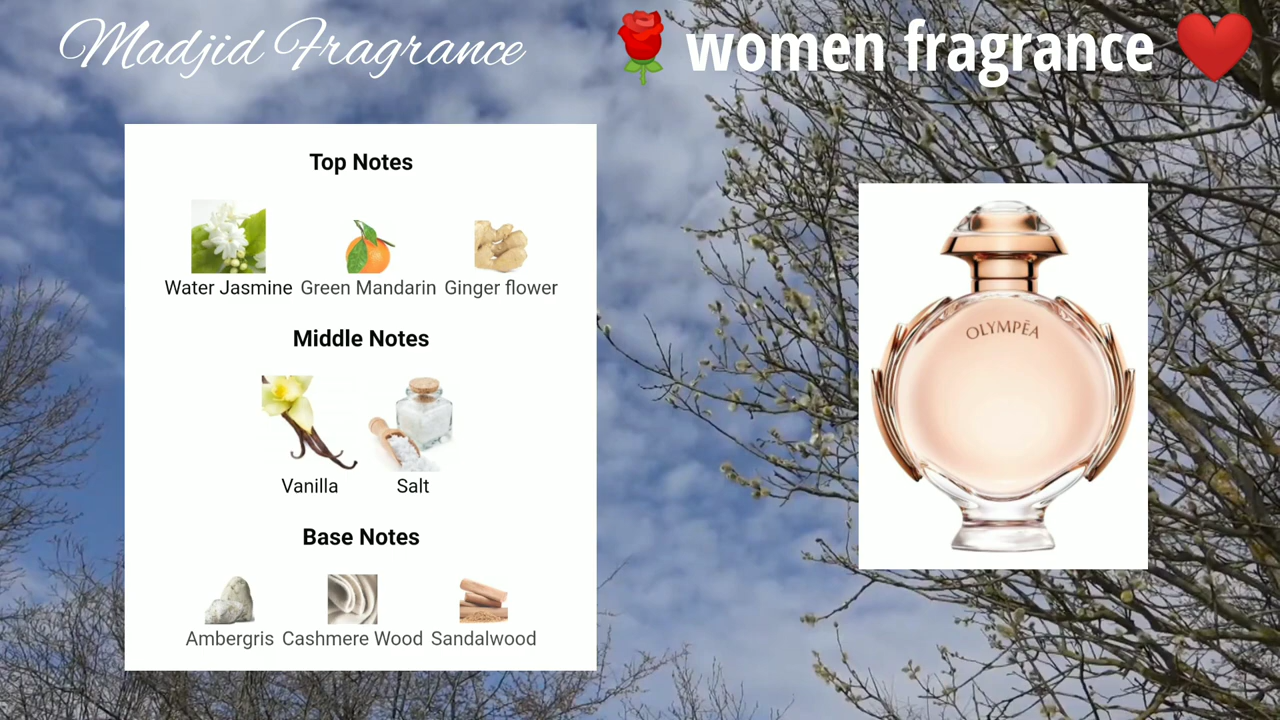 Madjid Fragrance
🌹 women fragrance ❤️
Top Notes
Water Jasmine Green Mandarin Ginger flower
Middle Notes
Vanilla Salt
Base Notes
Ambergris Cashmere Wood Sandalwood
OLYMPĒA